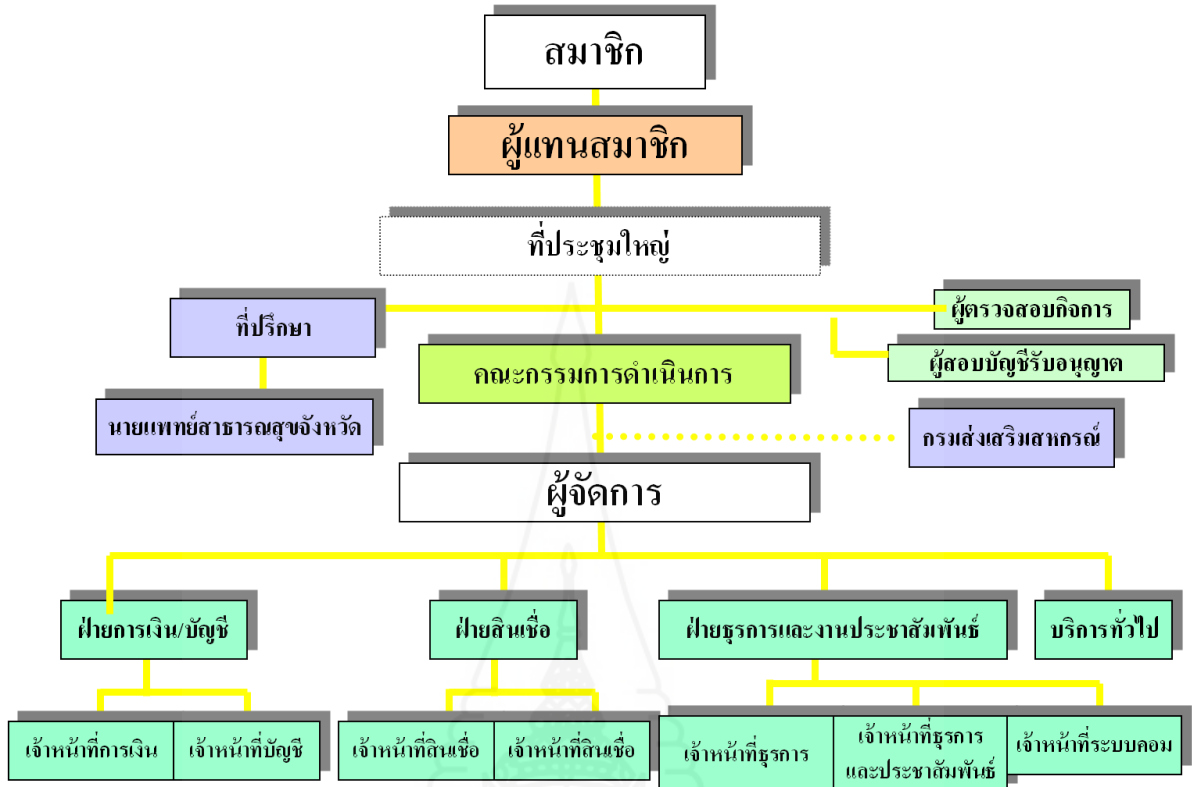 สมาชิก
ผู้แทนสมาชิก
ที่ประชุมใหญ่
ที่ปรึกษา
ผู้ตรวจสอบกิจการ
คณะกรรมการดำเนินการ
ผู้สอบบัญชีรับอนุญาต
นายแพทย์สาธารณสุขจังหวัด
กรมส่งเสริมสหกรณ์
ผู้จัดการ
ฝ่ายการเงิน/บัญชี
ฝ่ายสินเชื่อ
ฝ่ายธุรการและงานประชาสัมพันธ์
บริการทั่วไป
เจ้าหน้าที่การเงิน
เจ้าหน้าที่บัญชี
เจ้าหน้าที่สินเชื่อ
เจ้าหน้าที่สินเชื่อ
เจ้าหน้าที่ธุรการ
เจ้าหน้าที่ธุรการ
และประชาสัมพันธ์
เจ้าหน้าที่ระบบคอม